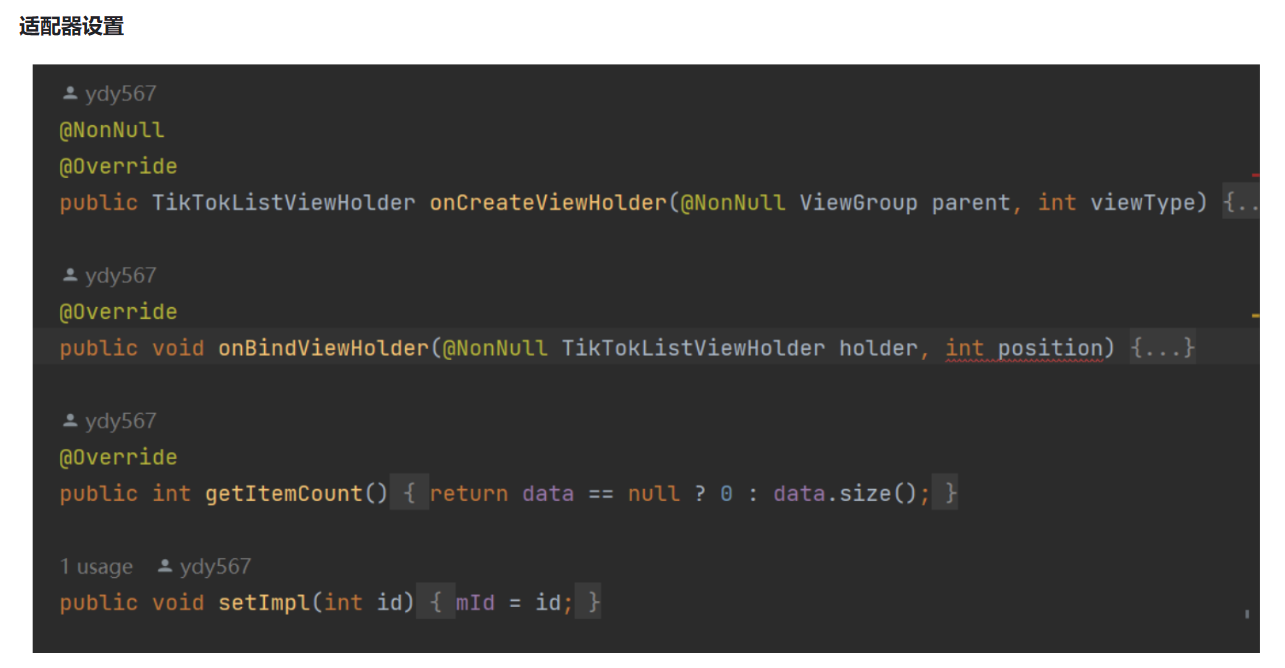 适配器设置
ydy567
@NonNull
@Override
public TikTokListViewHolder onCreateViewHolder(@NonNull ViewGroup parent, int viewType) {..
ydy567
@Override
public void onBindViewHolder(@NonNull TikTokListViewHolder holder, int position) {...}
ydy567
@Override
public int getItemCount() { return data == null ? 0 : data.size(); }
1 usage ydy567
public void setImpl(int id) { mId = id; }